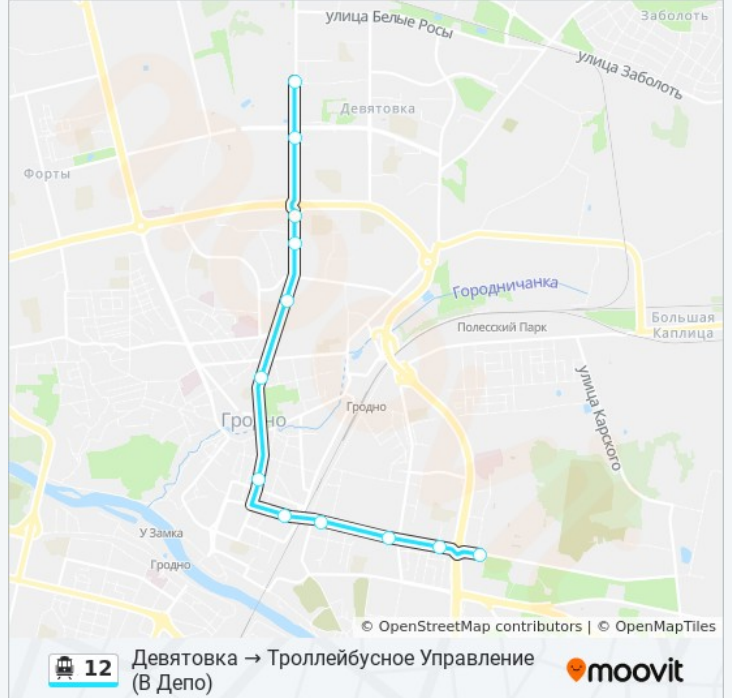 улица Белые Росы
Заболоть
улица Заболоть
Девятовка
Форты
Городничанка
Большая
Каплица
Полесский Парк
улица Карского
Гродно
Гродно
У Замка
Гродно
© OpenStreetMap contributors | © OpenMapTiles
12
Девятовка → Троллейбусное Управление
(В Депо)
moovit